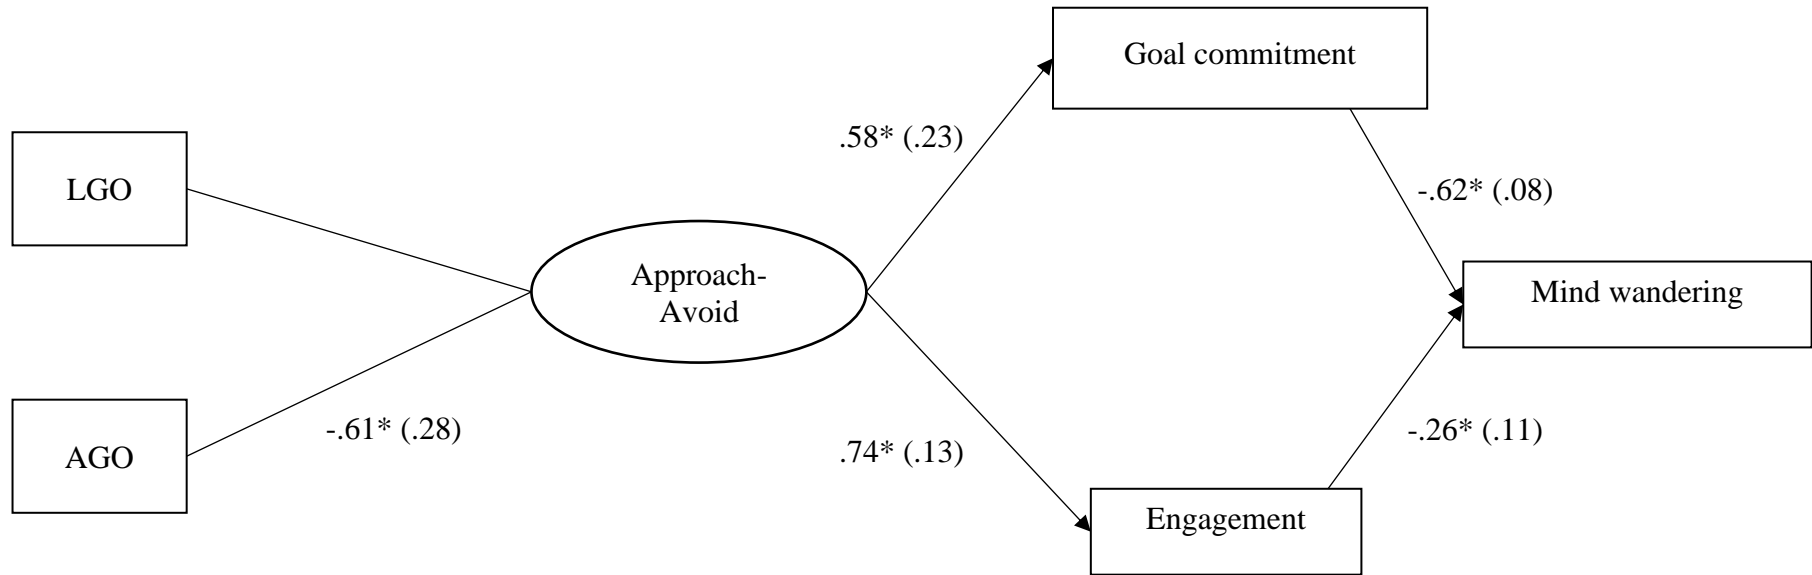 Goal commitment
.58* (.23)
LGO
-.62* (.08)
Approach-
Avoid
Mind wandering
AGO
-.61* (.28)
.74* (.13)
-.26* (.11)
Engagement